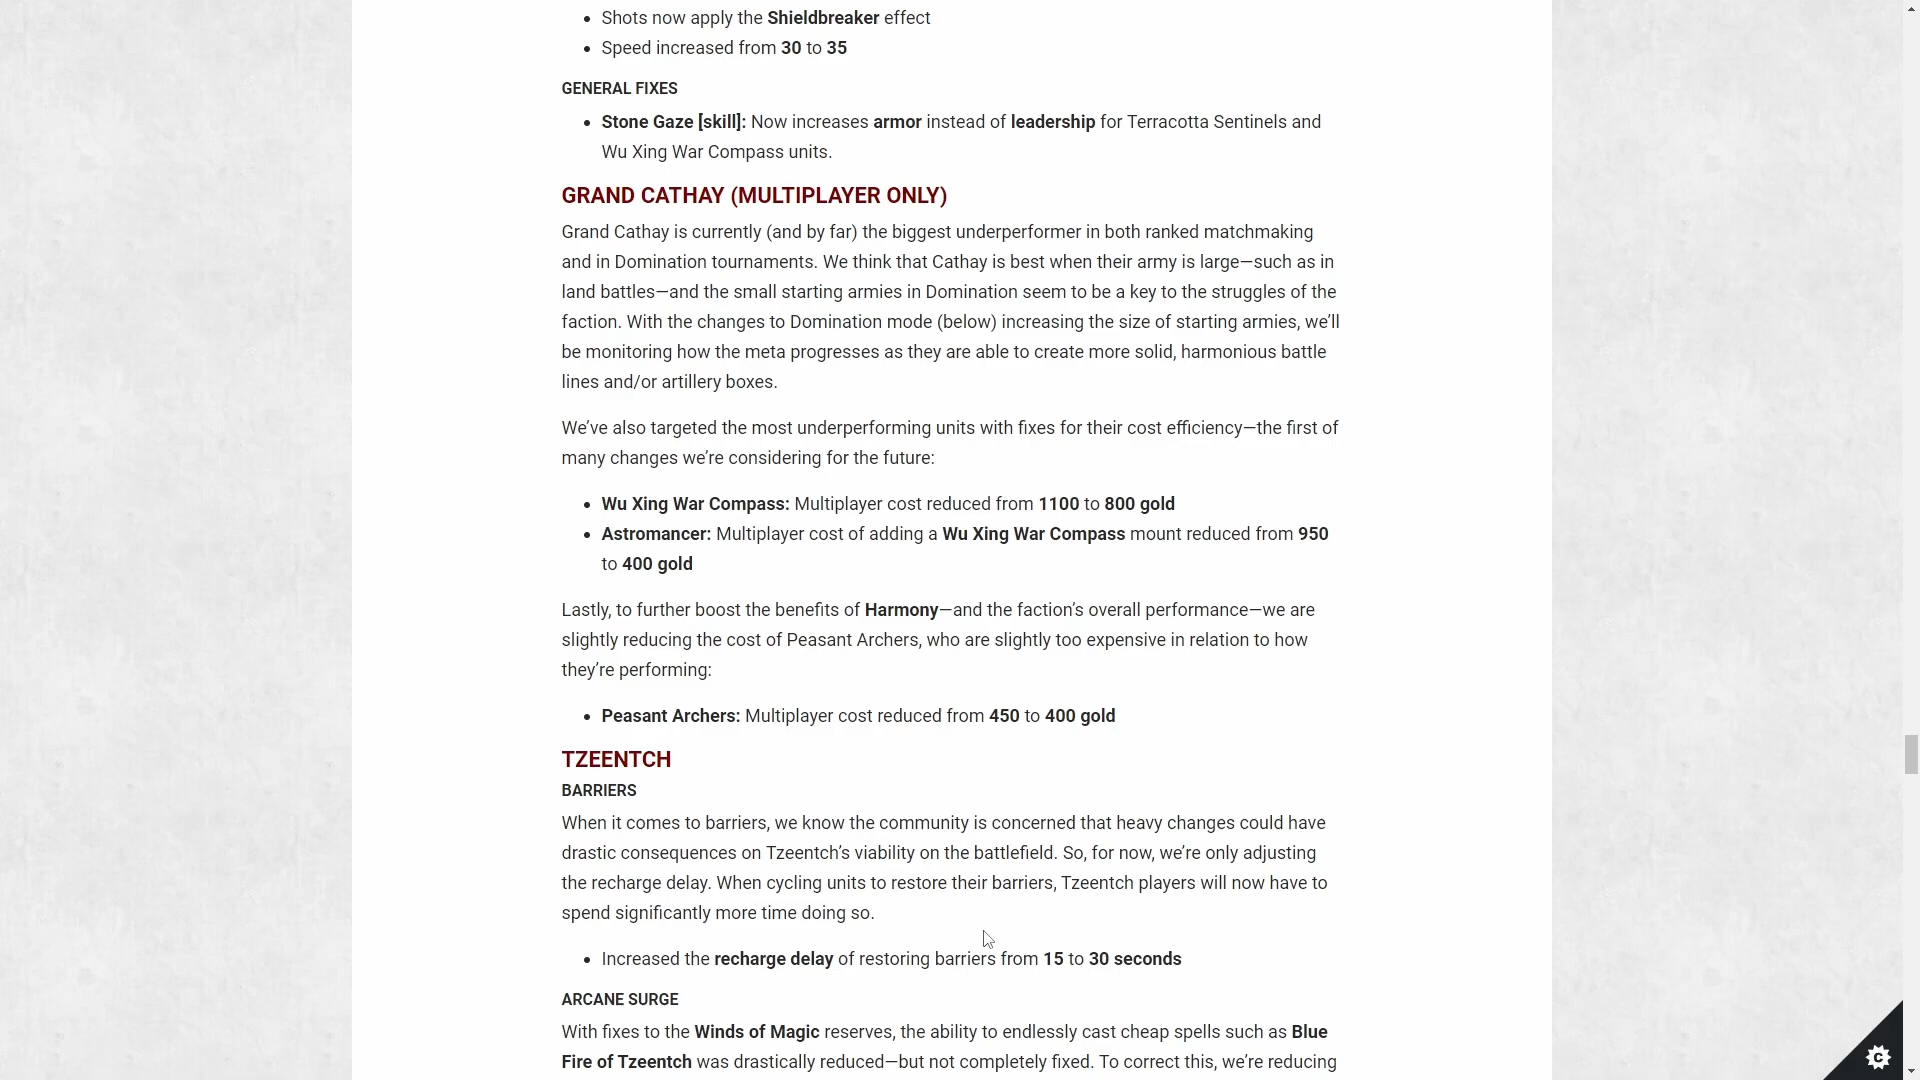 Shots now apply the Shieldbreaker effect
Speed increased from 30 to 35
GENERAL FIXES
Stone Gaze [skill]: Now increases armor instead of leadership for Terracotta Sentinels and
Wu Xing War Compass units.
GRAND CATHAY (MULTIPLAYER ONLY)
Grand Cathay is currently (and by far) the biggest underperformer in both ranked matchmaking
and in Domination tournaments. We think that Cathay is best when their army is large—such as in
land battles—and the small starting armies in Domination seem to be a key to the struggles of the
faction. With the changes to Domination mode (below) increasing the size of starting armies, we’ll
be monitoring how the meta progresses as they are able to create more solid, harmonious battle
lines and/or artillery boxes.
We’ve also targeted the most underperforming units with fixes for their cost efficiency—the first of
many changes we’re considering for the future:
Wu Xing War Compass: Multiplayer cost reduced from 1100 to 800 gold
Astromancer: Multiplayer cost of adding a Wu Xing War Compass mount reduced from 950
to 400 gold
Lastly, to further boost the benefits of Harmony—and the faction’s overall performance—we are
slightly reducing the cost of Peasant Archers, who are slightly too expensive in relation to how
they’re performing:
Peasant Archers: Multiplayer cost reduced from 450 to 400 gold
TZEENTCH
BARRIERS
When it comes to barriers, we know the community is concerned that heavy changes could have
drastic consequences on Tzeentch’s viability on the battlefield. So, for now, we’re only adjusting
the recharge delay. When cycling units to restore their barriers, Tzeentch players will now have to
spend significantly more time doing so.
Increased the recharge delay of restoring barriers from 15 to 30 seconds
ARCANE SURGE
With fixes to the Winds of Magic reserves, the ability to endlessly cast cheap spells such as Blue
Fire of Tzeentch was drastically reduced—but not completely fixed. To correct this, we’re reducing